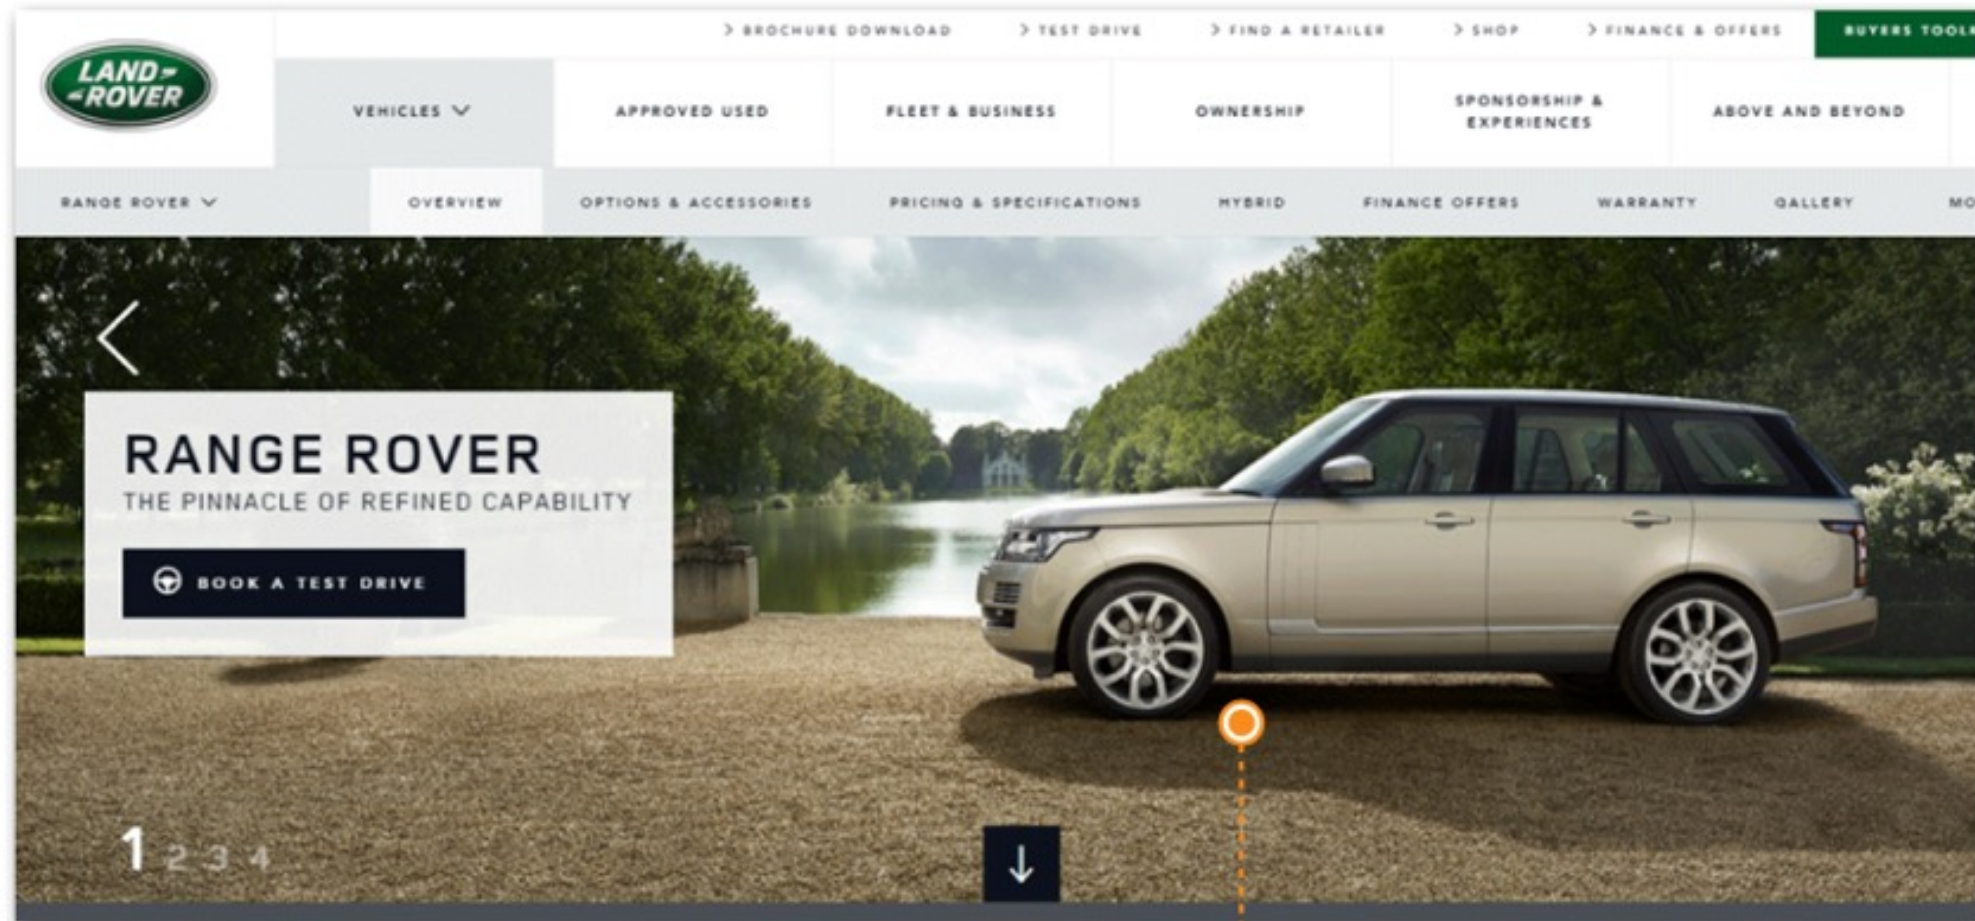 BROCHURE DOWNLOAD
TEST DRIVE
FIND A RETAILER
SHOP
FINANCE & OFFERS
BUYERS
LAND-
-ROVER
VEHICLES
APPROVED USED
FLEET & BUSINESS
OWNERSHIP
SPONSORSHIP &
EXPERIENCES
ABOVE AND BEYOND
RANGE ROVER
OVERVIEW
OPTIONS & ACCESSORIES
PRICING & SPECIFICATIONS
HYBRID
FINANCE OFFERS
WARRANTY
GALLERY
RANGE ROVER
THE PINNACLE OF REFINED CAPABILITY
BOOK A TEST DRIVE
1 2 3 4